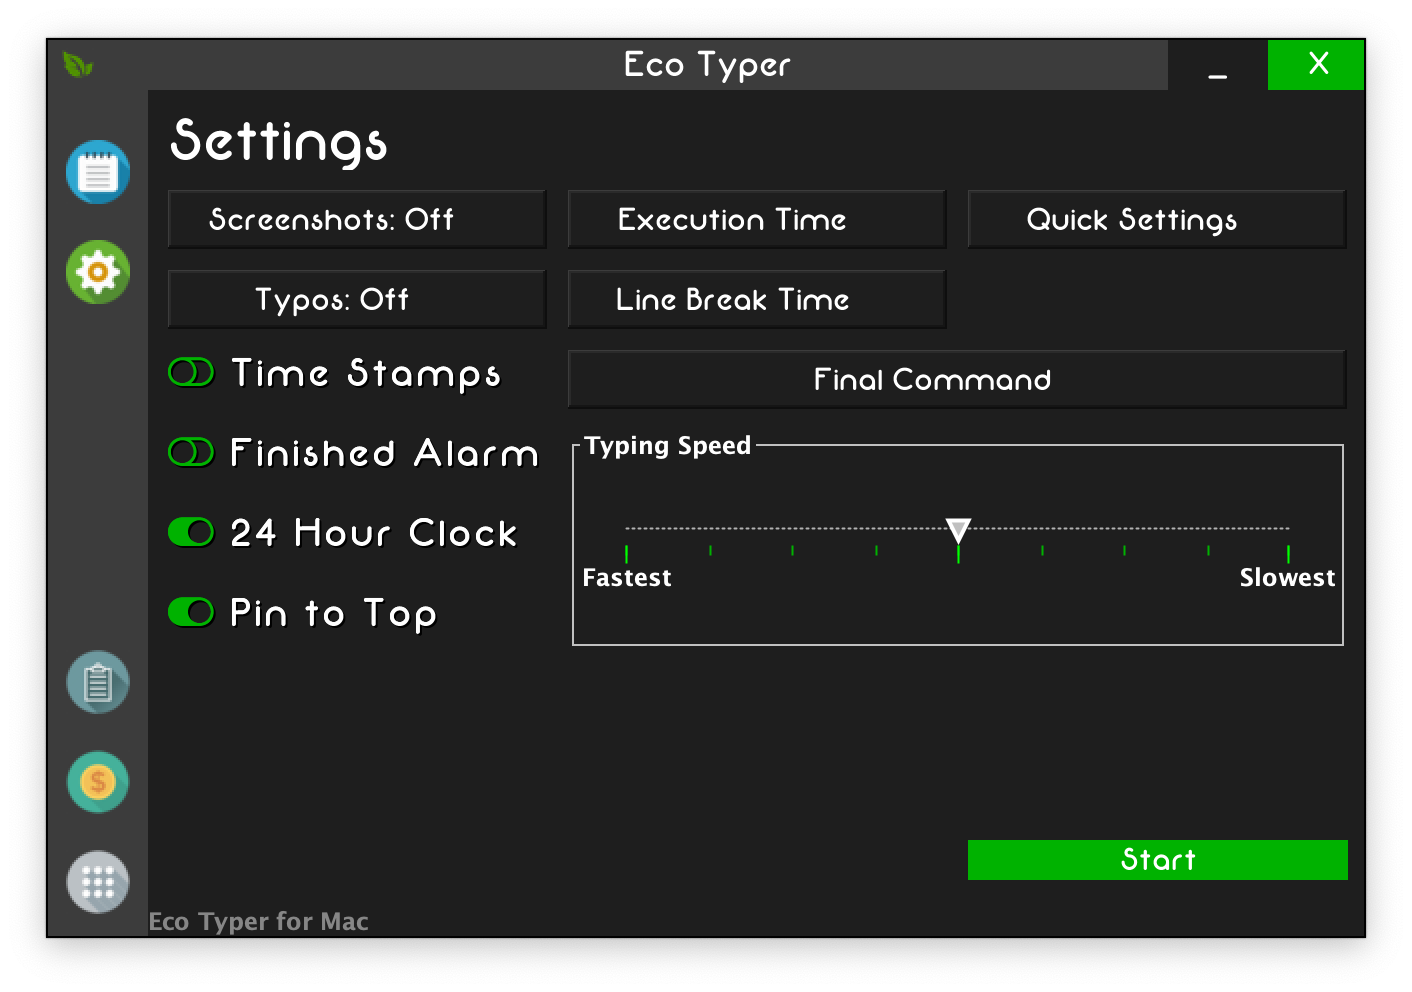 Eco Typer
_
X
Settings
Screenshots: Off
Execution Time
Quick Settings
Typos: Off
Line Break Time
Time Stamps
Final Command
Finished Alarm
Typing Speed
24 Hour Clock
Fastest
Slowest
Pin to Top
$
Start
Eco Typer for Mac